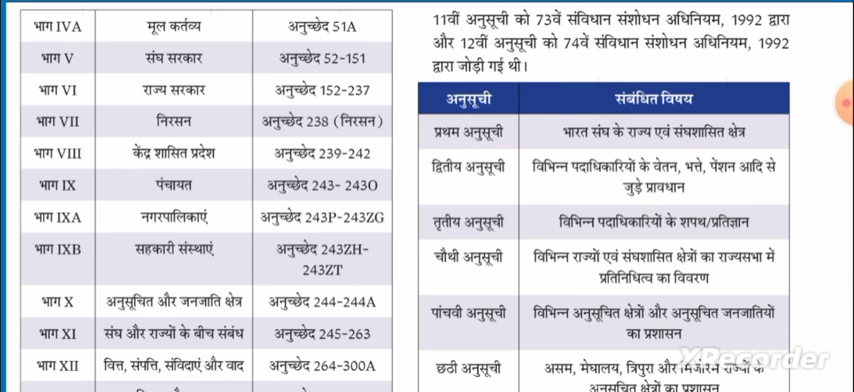 भाग IVA मूल कर्तव्य अनुच्छेद 51A
भाग V संघ सरकार अनुच्छेद 52-151
भाग VI राज्य सरकार अनुच्छेद 152-237
भाग VII निरसन अनुच्छेद 238 (निरसन)
भाग VIII केंद्र शासित प्रदेश अनुच्छेद 239-242
भाग IX पंचायत अनुच्छेद 243- 243O
भाग IXA नगरपालिकाएं अनुच्छेद 243P-243ZG
भाग IXB सहकारी संस्थाएं अनुच्छेद 243ZH-
243ZT
भाग X अनुसूचित और जनजाति क्षेत्र अनुच्छेद 244-244A
भाग XI संघ और राज्यों के बीच संबंध अनुच्छेद 245-263
भाग XII वित्त, संपत्ति, संविदाएं और वाद अनुच्छेद 264-300A
11वीं अनुसूची को 73वें संविधान संशोधन अधिनियम, 1992 द्वारा
और 12वीं अनुसूची को 74वें संविधान संशोधन अधिनियम, 1992
द्वारा जोड़ी गई थी।
अनुसूची संबंधित विषय
प्रथम अनुसूची भारत संघ के राज्य एवं संघशासित क्षेत्र
द्वितीय अनुसूची विभिन्न पदाधिकारियों के वेतन, भत्ते, पेंशन आदि से
जुड़े प्रावधान
तृतीय अनुसूची विभिन्न पदाधिकारियों के शपथ/प्रतिज्ञान
चौथी अनुसूची विभिन्न राज्यों एवं संघशासित क्षेत्रों का राज्यसभा में
प्रतिनिधित्व का विवरण
पांचवी अनुसूची विभिन्न अनुसूचित क्षेत्रों और अनुसूचित जनजातियों
का प्रशासन
छठी अनुसूची असम, मेघालय, त्रिपुरा और मिजोरम राज्यों के
अनुसूचित क्षेत्रों का प्रशासन
XRecorder